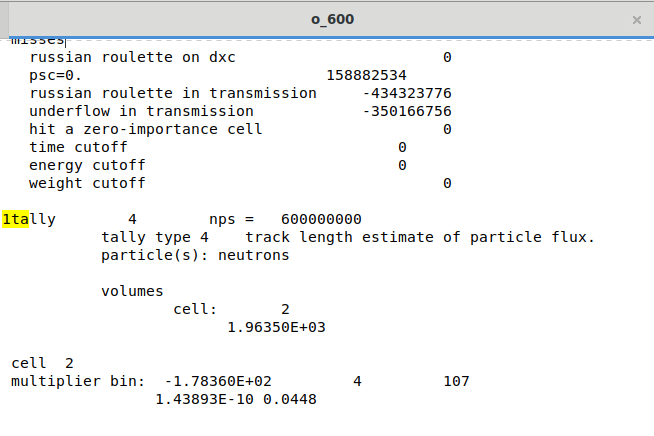 o_600
misses
russian roulette on dxc 0
psc=0. 158882534
russian roulette in transmission -434323776
underflow in transmission -350166756
hit a zero-importance cell 0
time cutoff 0
energy cutoff 0
weight cutoff 0
1tally 4 nps = 600000000
tally type 4 track length estimate of particle flux.
particle(s): neutrons
volumes
cell: 2
1.96350E+03
cell 2
multiplier bin: -1.78360E+02 4 107
1.43893E-10 0.0448